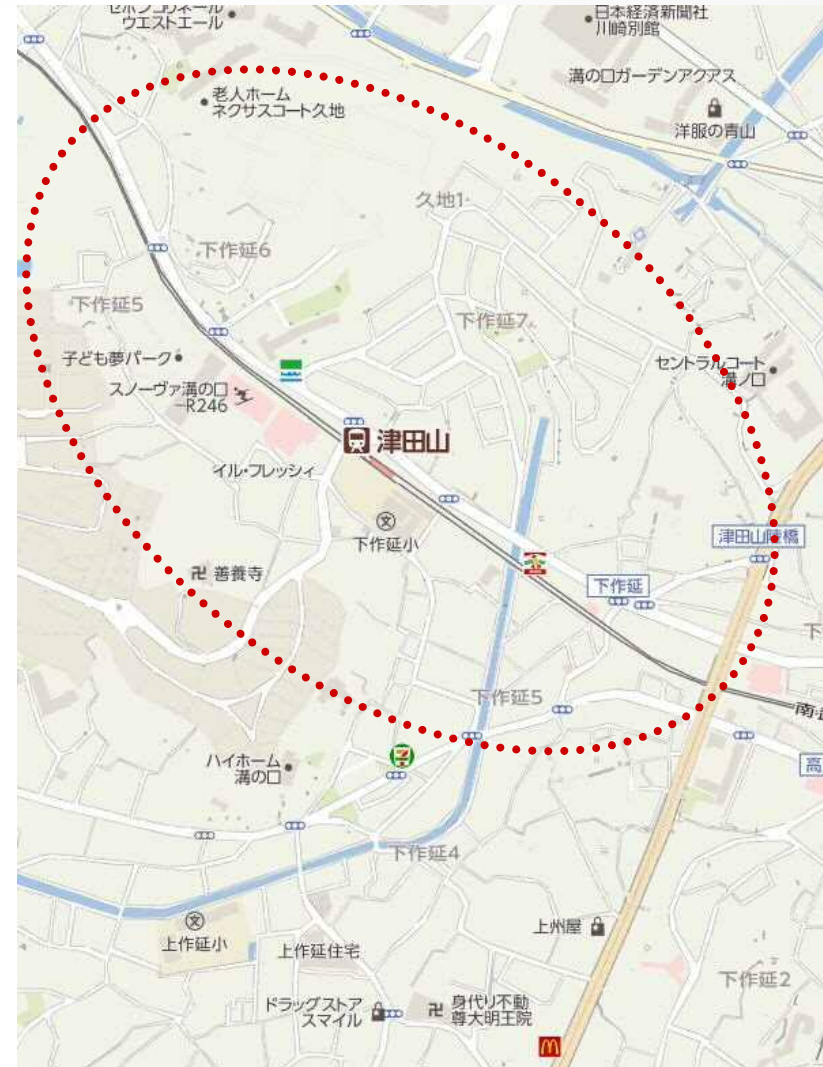 ウエストエール
日本経済新聞社
川崎別館
溝の口ガーデンアクアス
洋服の青山
老人ホーム
ネクサスコート久地
久地1
下作延6
下作延5
下作延7
子ども夢パーク
スノーヴァ溝の口
-R246
セントラルコート
溝ノ口
津田山
イル・フレッシィ
文
下作延小
津田山陸橋
卍 善養寺
下作延
下
下作延5
南
高
ハイホーム
溝の口
下作延4
文
上作延小
上作延住宅
上州屋
下作延2
ドラッグストア
スマイル
卍 身代り不動
尊大明王院